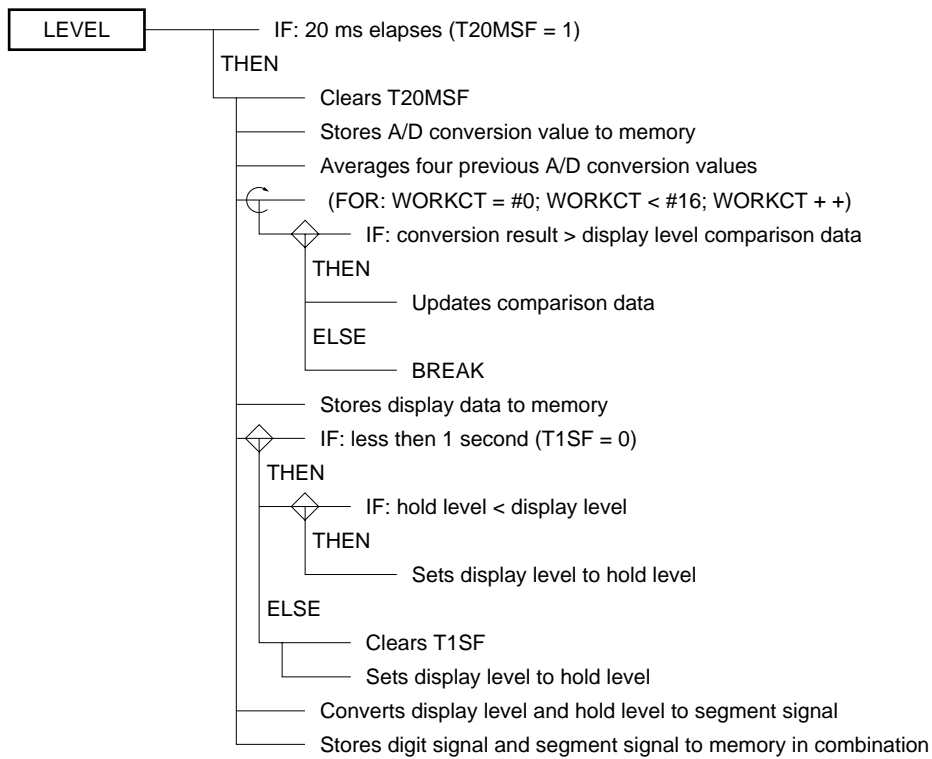 LEVEL IF: 20 ms elapses (T20MSF = 1)
THEN
Clears T20MSF
Stores A/D conversion value to memory
Averages four previous A/D conversion values
(FOR: WORKCT = #0; WORKCT < #16; WORKCT + +)
IF: conversion result > display level comparison data
THEN
Updates comparison data
ELSE
BREAK
Stores display data to memory
IF: less then 1 second (T1SF = 0)
THEN
IF: hold level < display level
THEN
Sets display level to hold level
ELSE
Clears T1SF
Sets display level to hold level
Converts display level and hold level to segment signal
Stores digit signal and segment signal to memory in combination